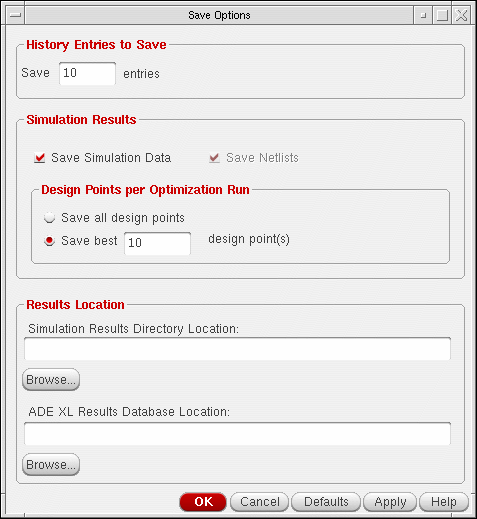 Save Options
History Entries to Save
Save 10 entries
Simulation Results
Save Simulation Data Save Netlists
Design Points per Optimization Run
Save all design points
Save best 10 design point(s)
Results Location
Simulation Results Directory Location:
Browse...
ADE XL Results Database Location:
Browse...
OK Cancel Defaults Apply Help